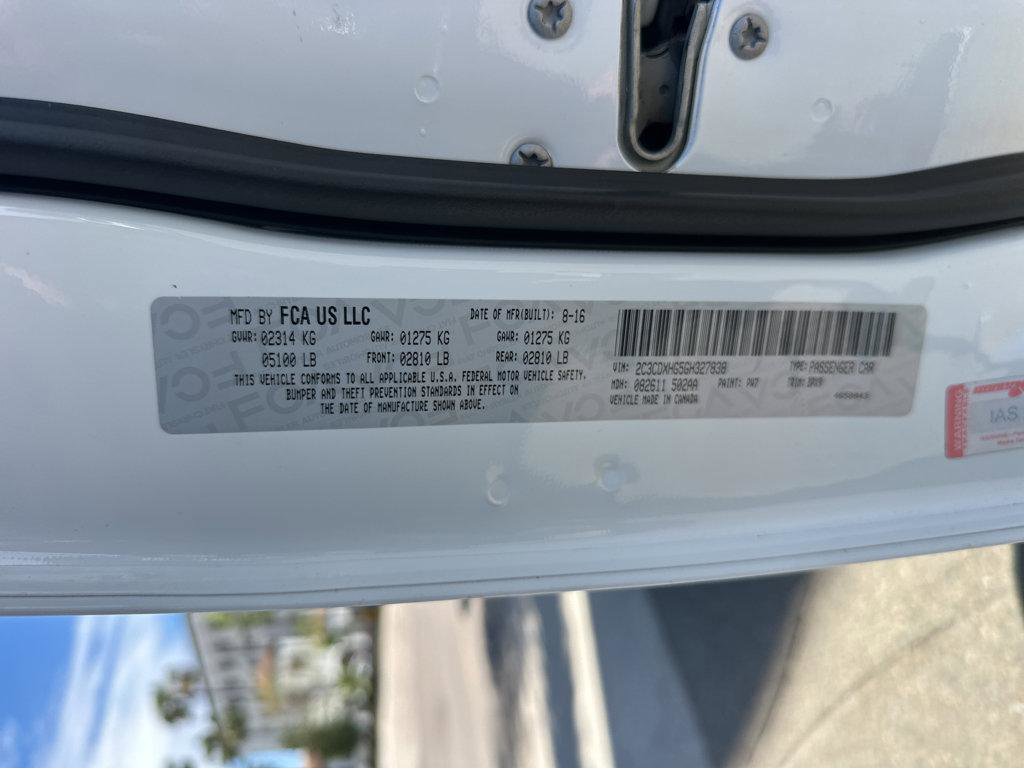 MFD BY FCA US LLC
DATE OF MFR(BUILT): 8-16
GVWR: 02314 KG GAWR: 01275 KG GAWR: 01275 KG
05100 LB FRONT: 02810 LB REAR: 02810 LB
THIS VEHICLE CONFORMS TO ALL APPLICABLE U.S.A. FEDERAL MOTOR VEHICLE SAFETY,
BUMPER AND THEFT PREVENTION STANDARDS IN EFFECT ON
THE DATE OF MANUFACTURE SHOWN ABOVE.
VIN: 2C3CDXHG5GH327838 TYPE: PASSENGER CAR
MDH: 082611 502AA PAINT: PW7 TRIM:
VEHICLE MADE IN CANADA
WARNING
IAS